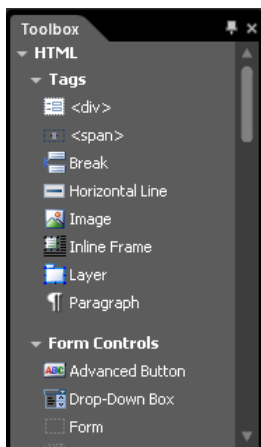 Toolbox
HTML
Tags
<div>
<span>
Break
Horizontal Line
Image
Inline Frame
Layer
Paragraph
Form Controls
Advanced Button
Drop-Down Box
Form